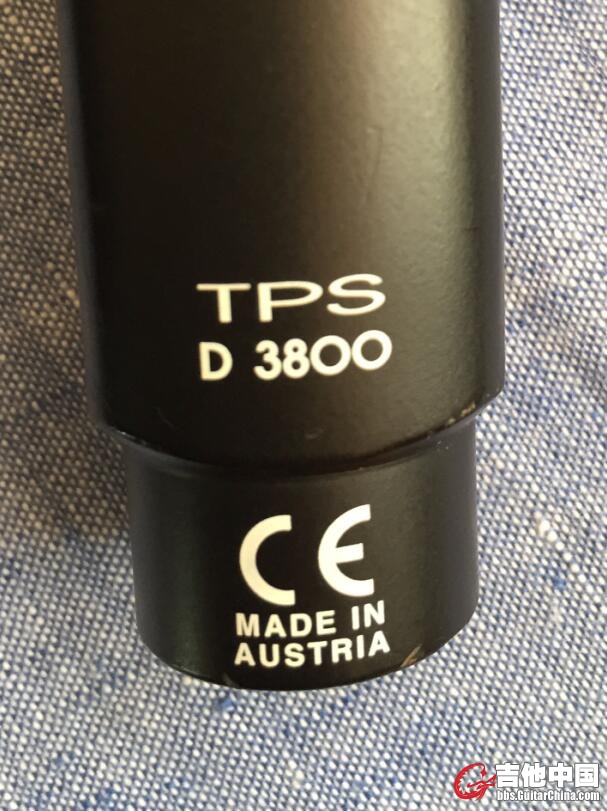 TPS
D 3800
CE
MADE IN
AUSTRIA
吉他中国
bbs.GuitarChina.com